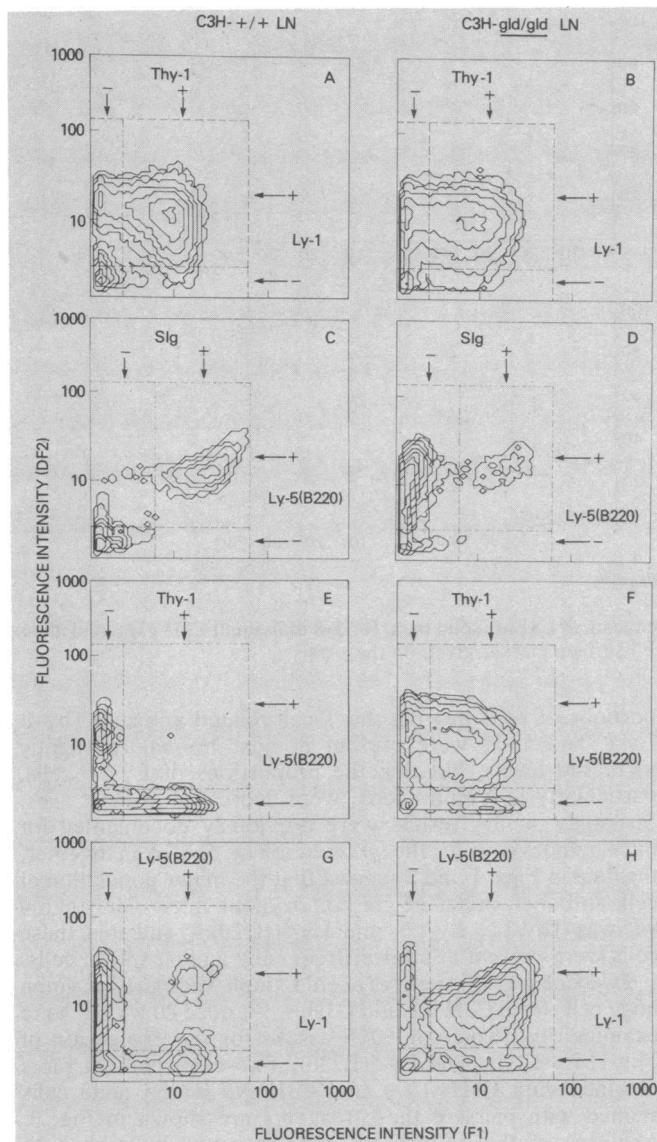 C3H-+/+ LN
C3H-gld/gld LN
FLUORESCENCE INTENSITY (DF2)
1000
100
10
Thy-1
- +
A
+
Ly-1
-
Thy-1
- +
B
+
Ly-1
-
1000
100
10
SIg
- +
C
+
Ly-5(B220)
-
SIg
- +
D
+
Ly-5(B220)
-
1000
100
10
Thy-1
- +
E
+
Ly-5(B220)
-
Thy-1
- +
F
+
Ly-5(B220)
-
1000
100
10
Ly-5(B220)
- +
G
+
Ly-1
-
Ly-5(B220)
- +
H
+
Ly-1
-
10 100 1000
10 100 1000
FLUORESCENCE INTENSITY (F1)